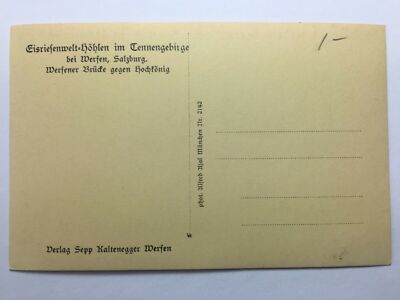 Eisriesenwelt-Höhlen im Tennengebirge
bei Werfen, Salzburg.
Werfener Brücke gegen Hochkönig
1-
phot. Alfred Asal München Nr. 2142
Verlag Sepp Kaltenegger Werfen